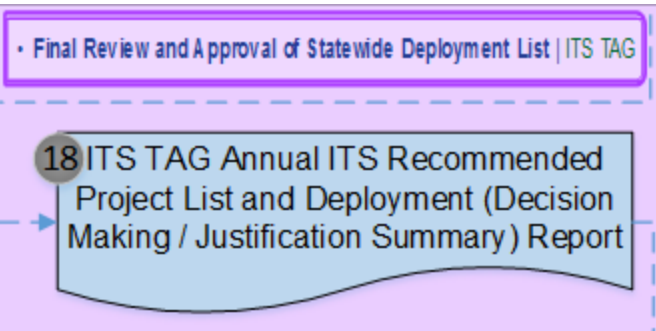 • Final Review and Approval of Statewide Deployment List | ITS TAG
18 ITS TAG Annual ITS Recommended
Project List and Deployment (Decision
Making / Justification Summary) Report